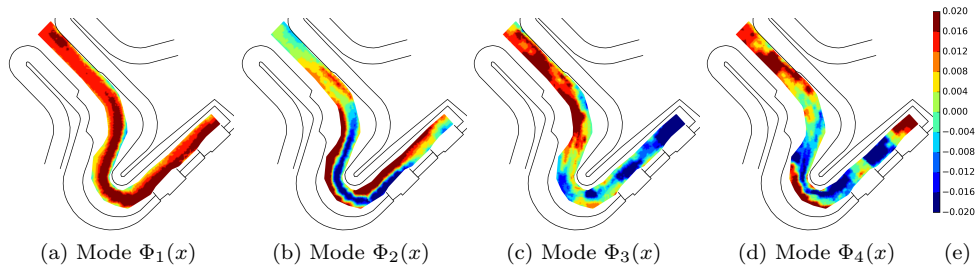 0.020
0.016
0.012
0.008
0.004
0.000
−0.004
−0.008
−0.012
−0.016
−0.020
(a) Mode Φ₁(x)
(b) Mode Φ₂(x)
(c) Mode Φ₃(x)
(d) Mode Φ₄(x)
(e)